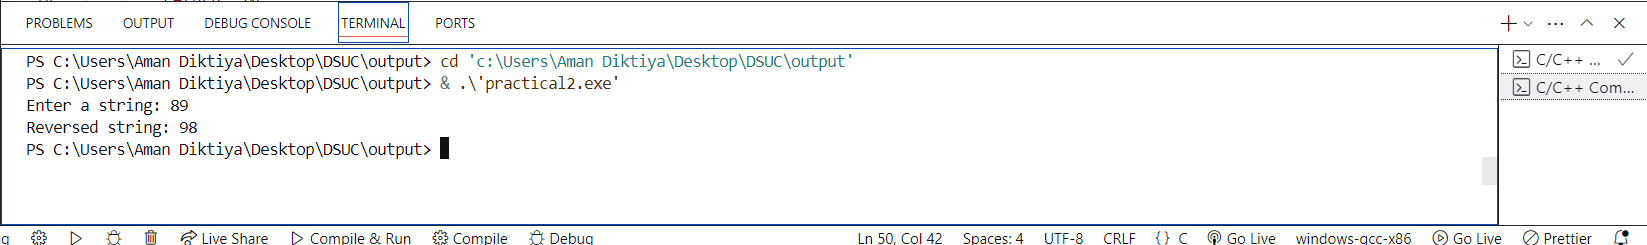 PROBLEMS OUTPUT DEBUG CONSOLE TERMINAL PORTS
PS C:\Users\Aman Diktiya\Desktop\DSUC\output> cd 'c:\Users\Aman Diktiya\Desktop\DSUC\output'
PS C:\Users\Aman Diktiya\Desktop\DSUC\output> & .\'practical2.exe'
Enter a string: 89
Reversed string: 98
PS C:\Users\Aman Diktiya\Desktop\DSUC\output>
C/C++ ...
C/C++ Com...
Live Share Compile & Run Compile Debug Ln 50, Col 42 Spaces: 4 UTF-8 CRLF {} C Go Live windows-gcc-x86 Go Live Prettier